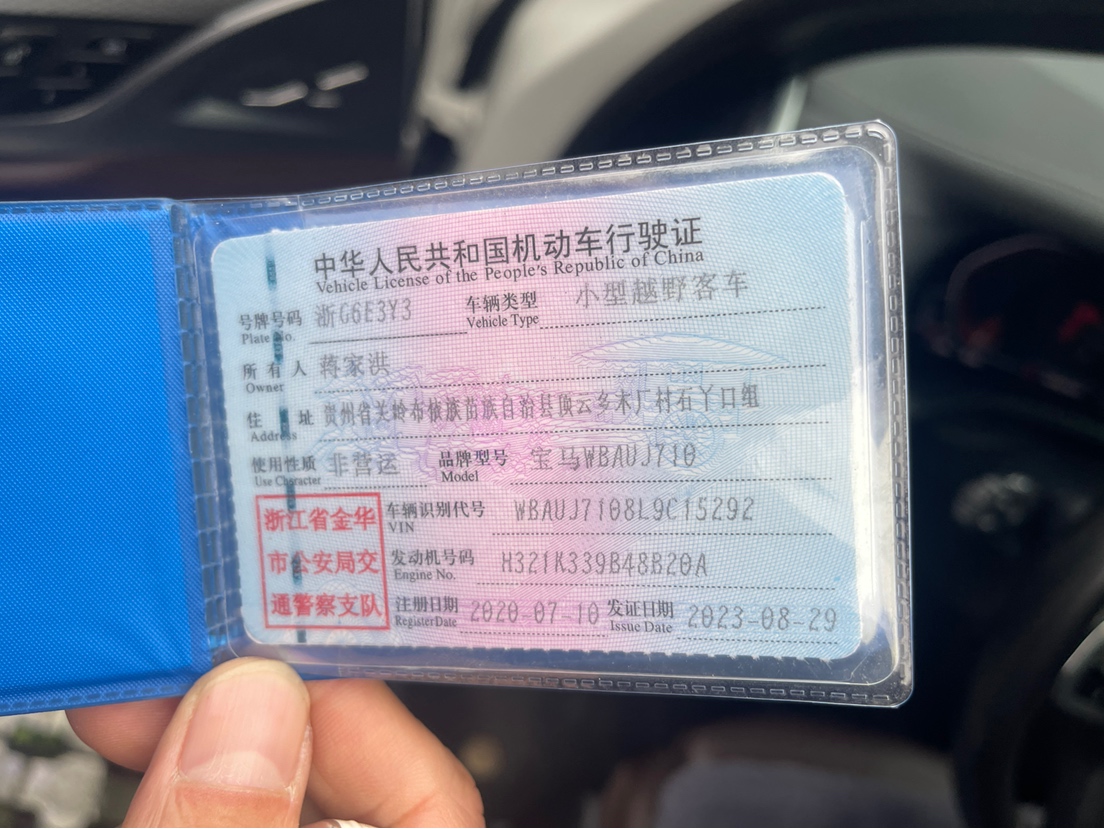 中华人民共和国机动车行驶证
Vehicle License of the People's Republic of China
号牌号码 浙G6E3Y3 车辆类型 小型越野客车
Plate No. Vehicle Type
所有人 蒋家洪
Owner
住址 贵州省关岭布依族苗族自治县顶云乡木厂村石丫口组
Address
使用性质 非营运 品牌型号 宝马WBAUJ710
Use Character Model
浙江省金华
市公安局交
通警察支队
车辆识别代号 WBAUJ7108L9C15292
VIN
发动机号码 H321K339B48B20A
Engine No.
注册日期 2020-07-10 发证日期 2023-08-29
Register Date Issue Date